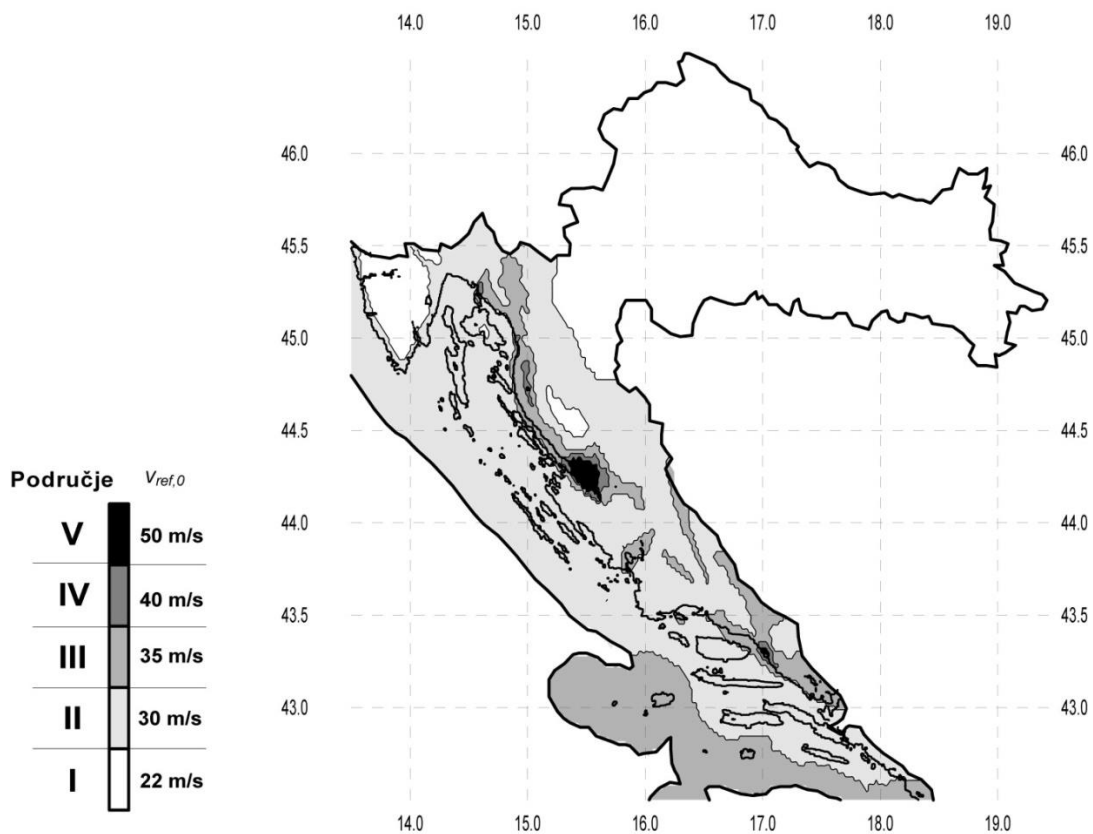 14.0 15.0 16.0 17.0 18.0 19.0
46.0 46.0
45.5 45.5
45.0 45.0
44.5 44.5
Područje Vref,0
44.0 44.0
V 50 m/s
IV 40 m/s
43.5 43.5
III 35 m/s
II 30 m/s
43.0 43.0
I 22 m/s
14.0 15.0 16.0 17.0 18.0 19.0